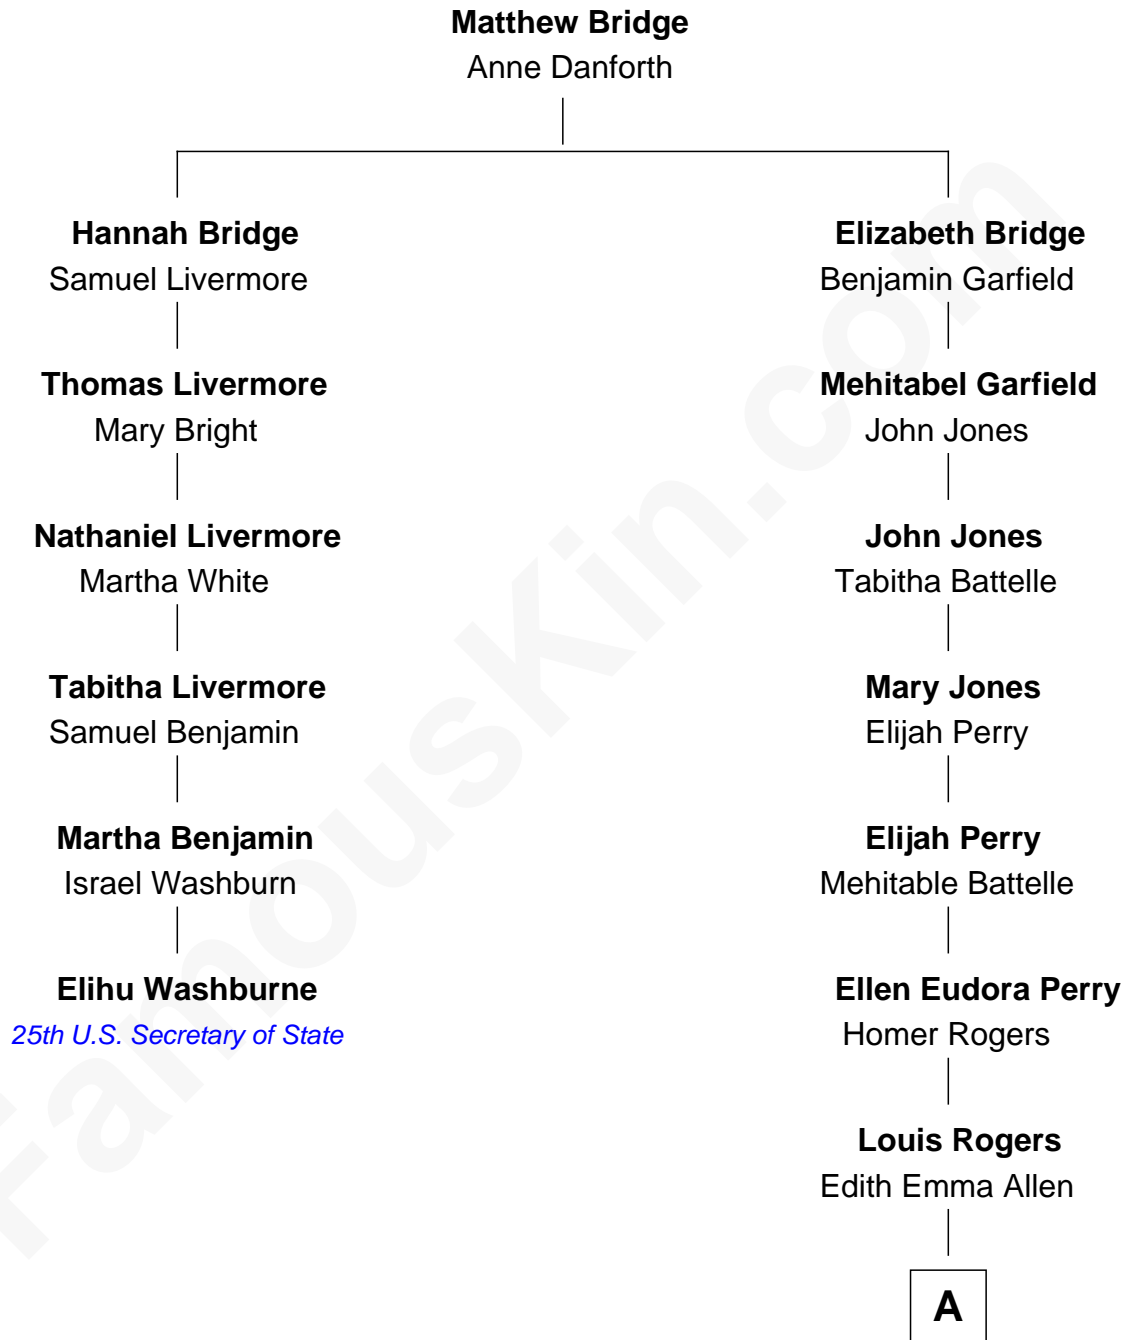 Matthew Bridge
Anne Danforth
Hannah Bridge
Samuel Livermore
Elizabeth Bridge
Benjamin Garfield
Thomas Livermore
Mary Bright
Mehitabel Garfield
John Jones
Nathaniel Livermore
Martha White
John Jones
Tabitha Battelle
Tabitha Livermore
Samuel Benjamin
Mary Jones
Elijah Perry
Martha Benjamin
Israel Washburn
Elijah Perry
Mehitable Battelle
Elihu Washburne
25th U.S. Secretary of State
Ellen Eudora Perry
Homer Rogers
Louis Rogers
Edith Emma Allen
A
FamousKin.com